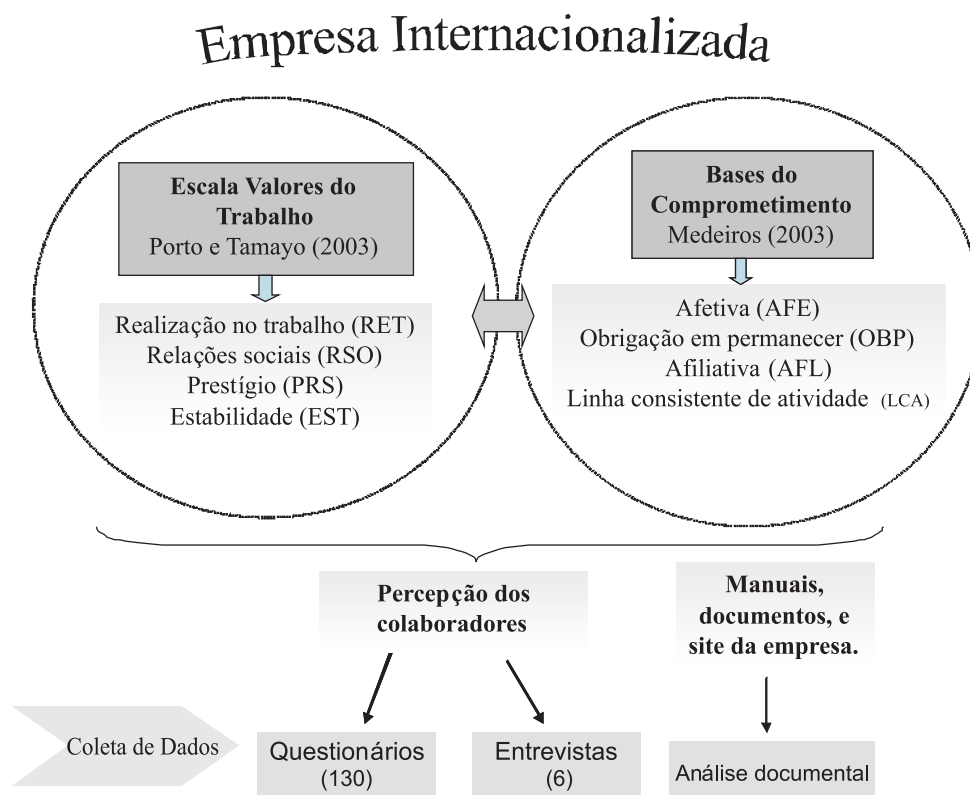 Empresa Internacionalizada
Escala Valores do
Trabalho
Porto e Tamayo (2003)
Realização no trabalho (RET)
Relações sociais (RSO)
Prestígio (PRS)
Estabilidade (EST)
Bases do
Comprometimento
Medeiros (2003)
Afetiva (AFE)
Obrigação em permanecer (OBP)
Afiliativa (AFL)
Linha consistente de atividade (LCA)
Percepção dos
colaboradores
Manuais,
documentos, e
site da empresa.
Coleta de Dados
Questionários
(130)
Entrevistas
(6)
Análise documental